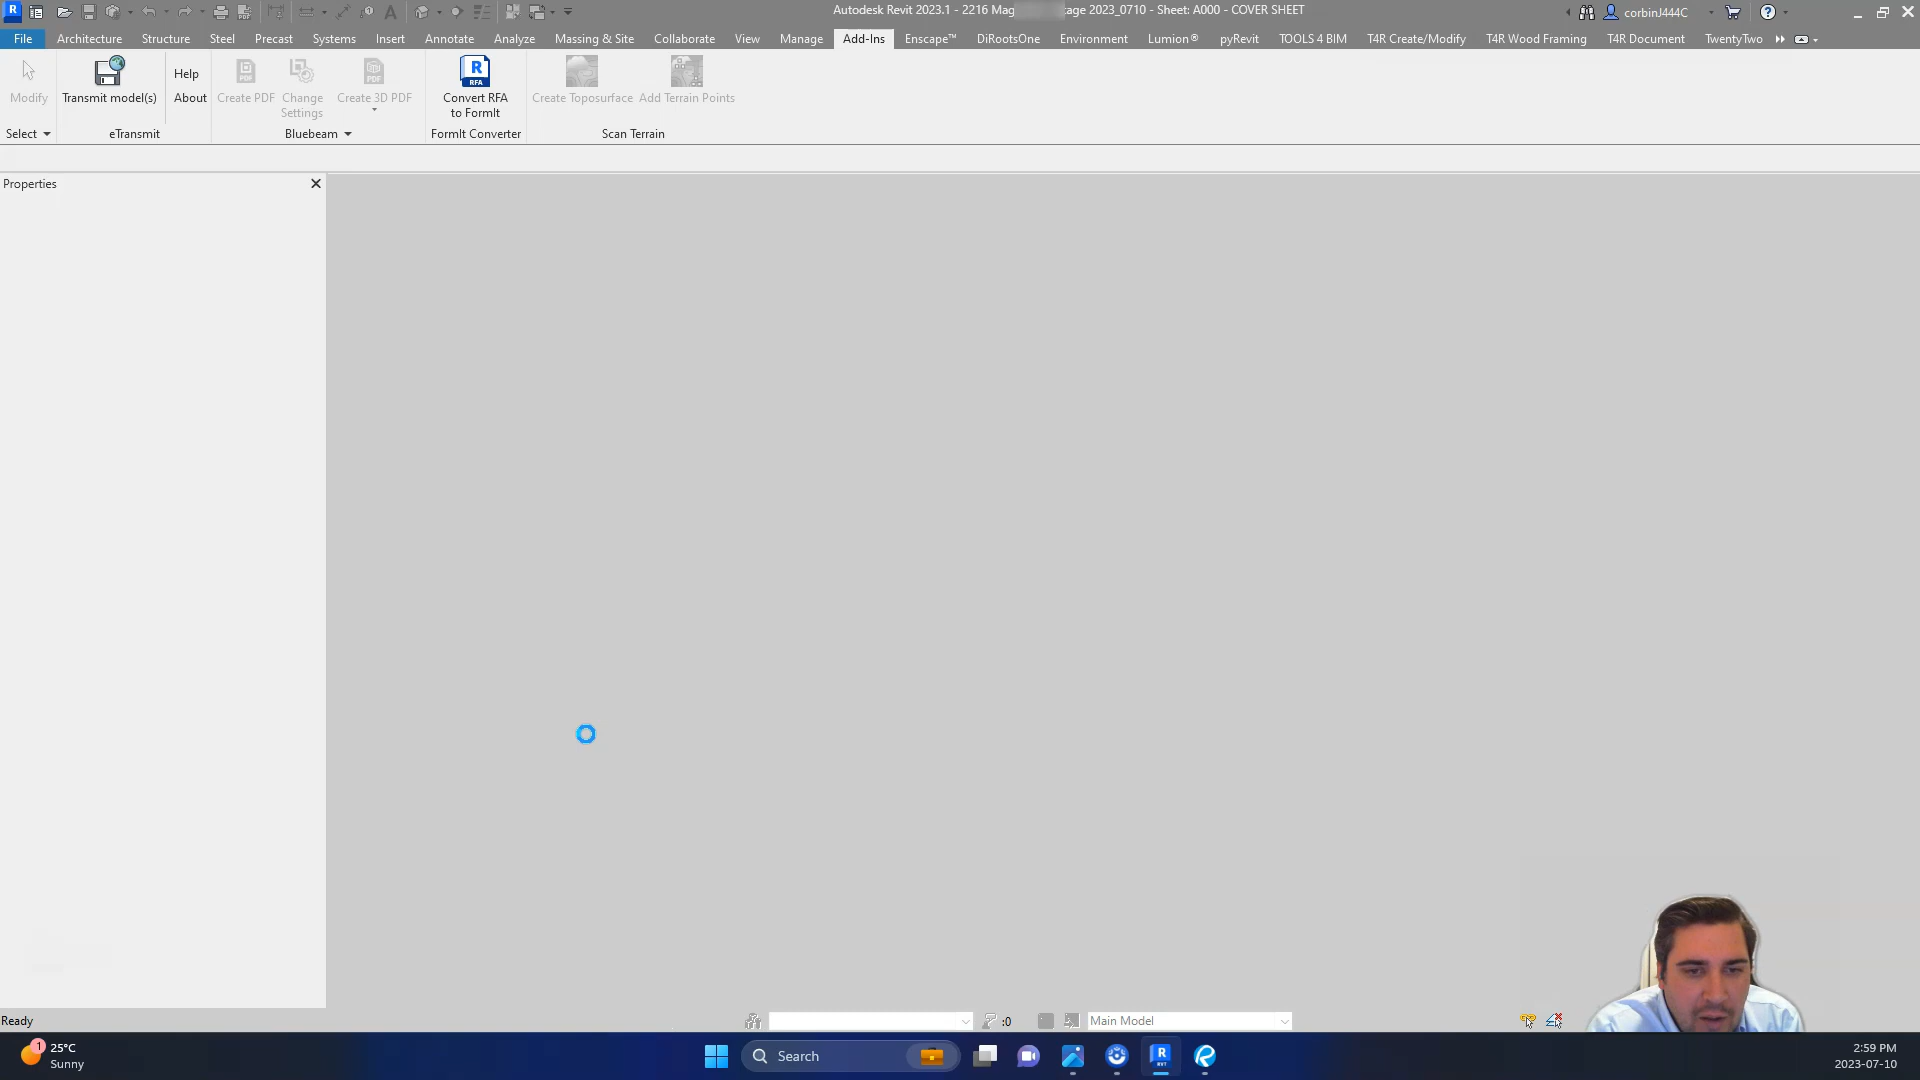 Autodesk Revit 2023.1 - 2216 Mag tage 2023_0710 - Sheet: A000 - COVER SHEET
corbinJ444C
File Architecture Structure Steel Precast Systems Insert Annotate Analyze Massing & Site Collaborate View Manage Add-Ins Enscape™ DiRootsOne Environment Lumion® pyRevit TOOLS 4 BIM T4R Create/Modify T4R Wood Framing T4R Document TwentyTwo
Modify
Transmit model(s)
Help
About
Create PDF
Change
Settings
Create 3D PDF
R
RFA
Convert RFA
to FormIt
Create Toposurface
Add Terrain Points
Select
eTransmit
Bluebeam
FormIt Converter
Scan Terrain
Properties
Ready
:0
Main Model
1
25°C
Sunny
Search
2:59 PM
2023-07-10